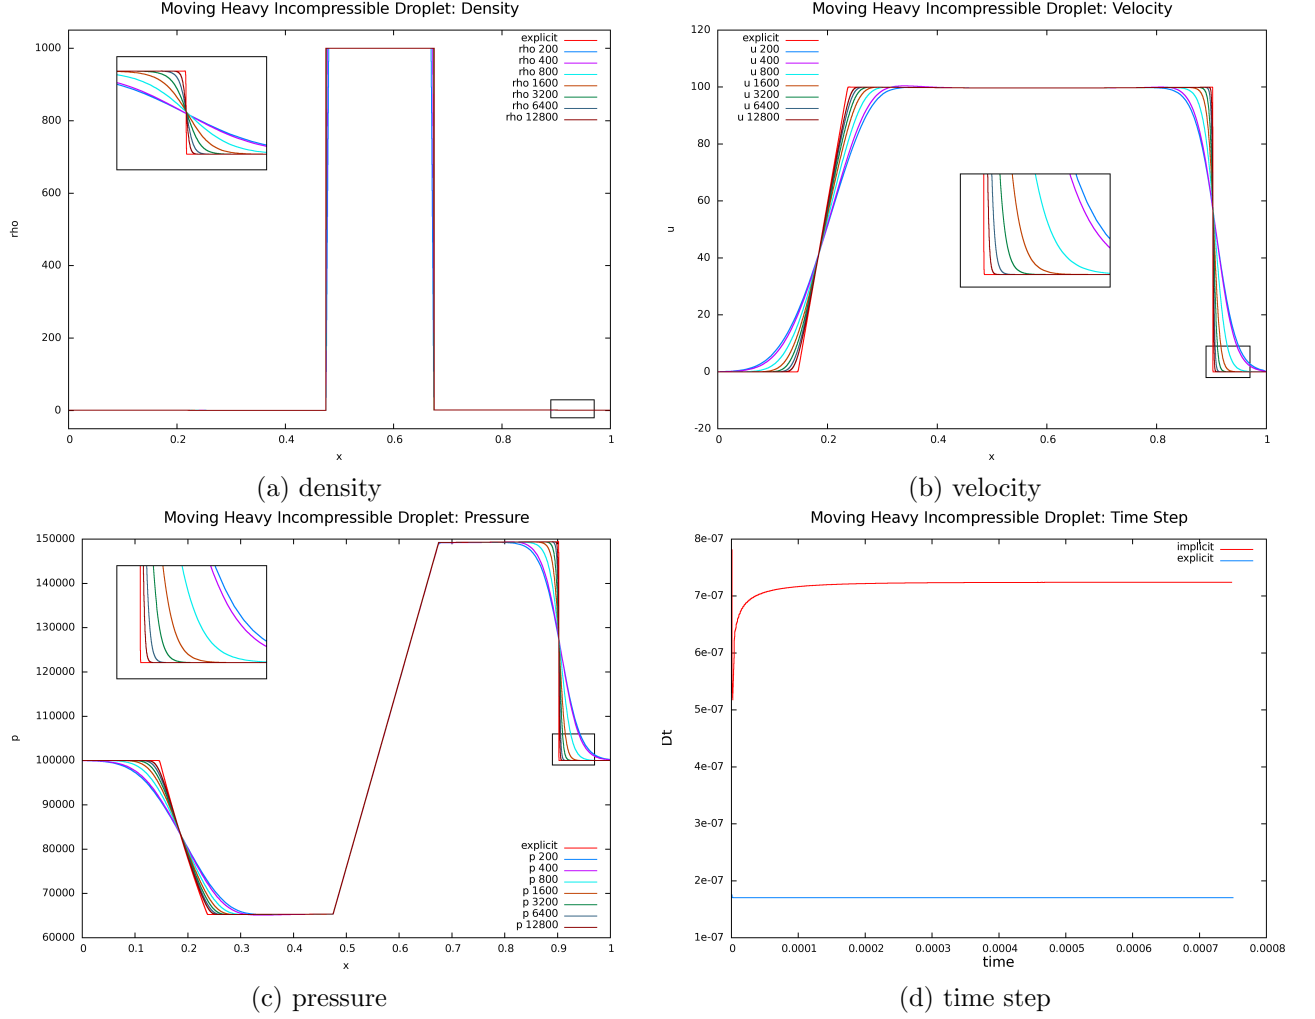 Moving Heavy Incompressible Droplet: Density
explicit
rho 200
rho 400
rho 800
rho 1600
rho 3200
rho 6400
rho 12800
1000
800
600
400
200
0
rho
0 0.2 0.4 0.6 0.8 1
x
(a) density
Moving Heavy Incompressible Droplet: Velocity
explicit
u 200
u 400
u 800
u 1600
u 3200
u 6400
u 12800
120
100
80
60
40
20
0
-20
u
0 0.2 0.4 0.6 0.8 1
x
(b) velocity
Moving Heavy Incompressible Droplet: Pressure
150000
140000
130000
120000
110000
100000
90000
80000
70000
60000
p
explicit
p 200
p 400
p 800
p 1600
p 3200
p 6400
p 12800
0 0.1 0.2 0.3 0.4 0.5 0.6 0.7 0.8 0.9 1
x
(c) pressure
Moving Heavy Incompressible Droplet: Time Step
implicit
explicit
8e-07
7e-07
6e-07
5e-07
4e-07
3e-07
2e-07
1e-07
Dt
0 0.0001 0.0002 0.0003 0.0004 0.0005 0.0006 0.0007 0.0008
time
(d) time step